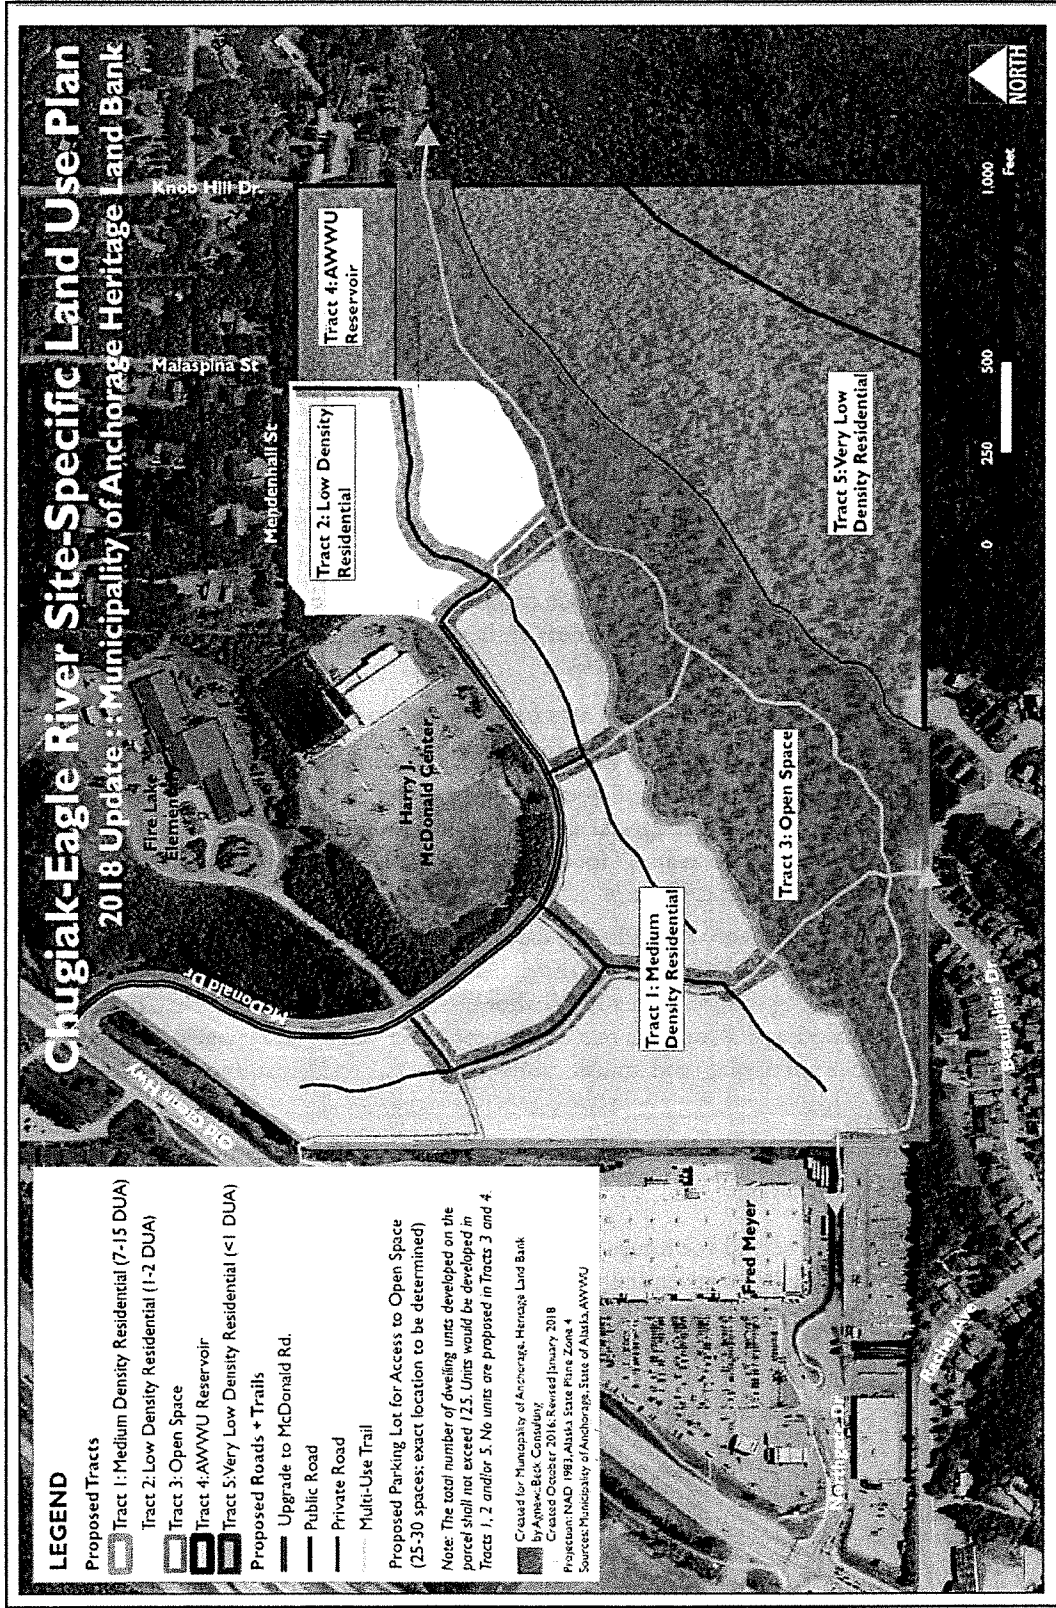 Chugiak-Eagle River Site-Specific Land Use Plan
2018 Update :: Municipality of Anchorage Heritage Land Bank
LEGEND
Proposed Tracts
Tract 1: Medium Density Residential (7-15 DUA)
Tract 2: Low Density Residential (1-2 DUA)
Tract 3: Open Space
Tract 4: AWWU Reservoir
Tract 5: Very Low Density Residential (<1 DUA)
Proposed Roads + Trails
Upgrade to McDonald Rd.
Public Road
Private Road
Multi-Use Trail
Proposed Parking Lot for Access to Open Space
(25-30 spaces; exact location to be determined)
Note: The total number of dwelling units developed on the
parcel shall not exceed 125. Units would be developed in
Tracts 1, 2 and/or 5. No units are proposed in Tracts 3 and 4.
Created for Municipality of Anchorage, Heritage Land Bank
by Agnew::Beck Consulting
Created October 2016; Revised January 2018
Projection: NAD 1983, Alaska State Plane Zone 4
Sources: Municipality of Anchorage, State of Alaska, AWWU
Old Glenn Hwy
McDonald Dr
Fire Lake
Elementary
Harry J.
McDonald Center
Mendenhall St
Malaspina St
Knob Hill Dr.
Tract 2: Low Density
Residential
Tract 4: AWWU
Reservoir
Tract 1: Medium
Density Residential
Tract 3: Open Space
Tract 5: Very Low
Density Residential
Fred Meyer
Beaujolais Dr
0
250
500
1,000
Feet
NORTH